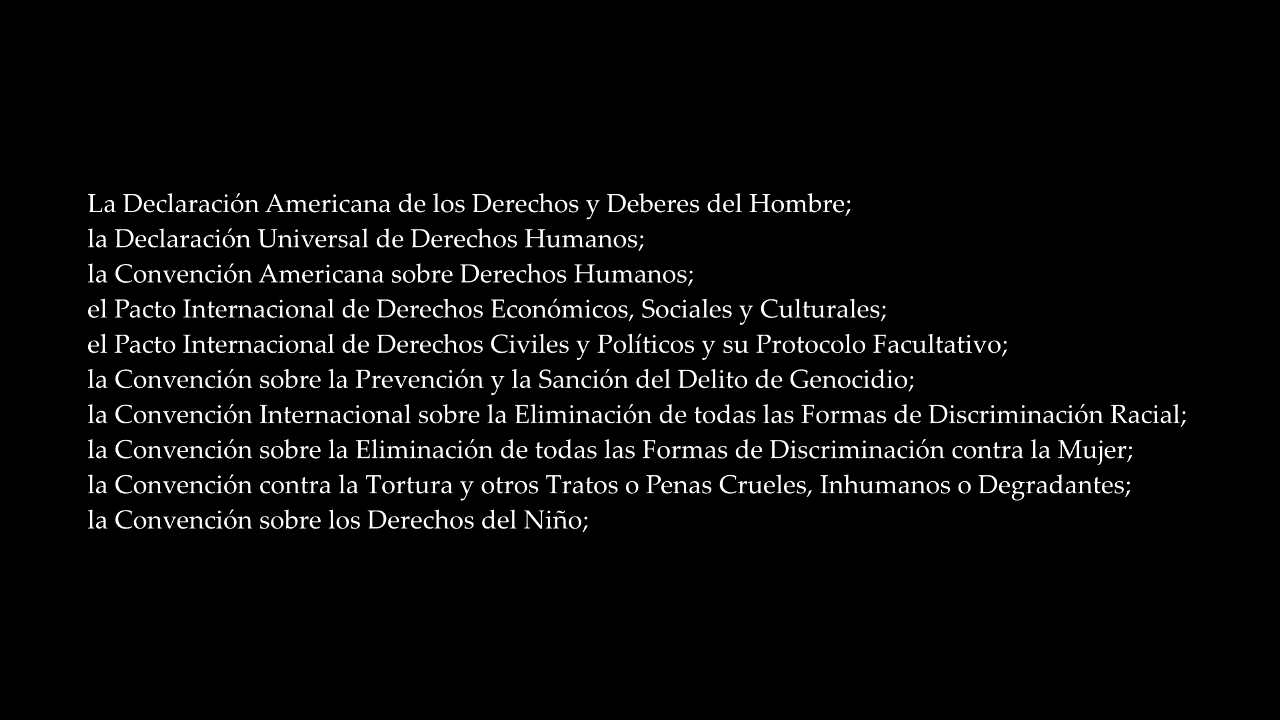 La Declaración Americana de los Derechos y Deberes del Hombre;
la Declaración Universal de Derechos Humanos;
la Convención Americana sobre Derechos Humanos;
el Pacto Internacional de Derechos Económicos, Sociales y Culturales;
el Pacto Internacional de Derechos Civiles y Políticos y su Protocolo Facultativo;
la Convención sobre la Prevención y la Sanción del Delito de Genocidio;
la Convención Internacional sobre la Eliminación de todas las Formas de Discriminación Racial;
la Convención sobre la Eliminación de todas las Formas de Discriminación contra la Mujer;
la Convención contra la Tortura y otros Tratos o Penas Crueles, Inhumanos o Degradantes;
la Convención sobre los Derechos del Niño;